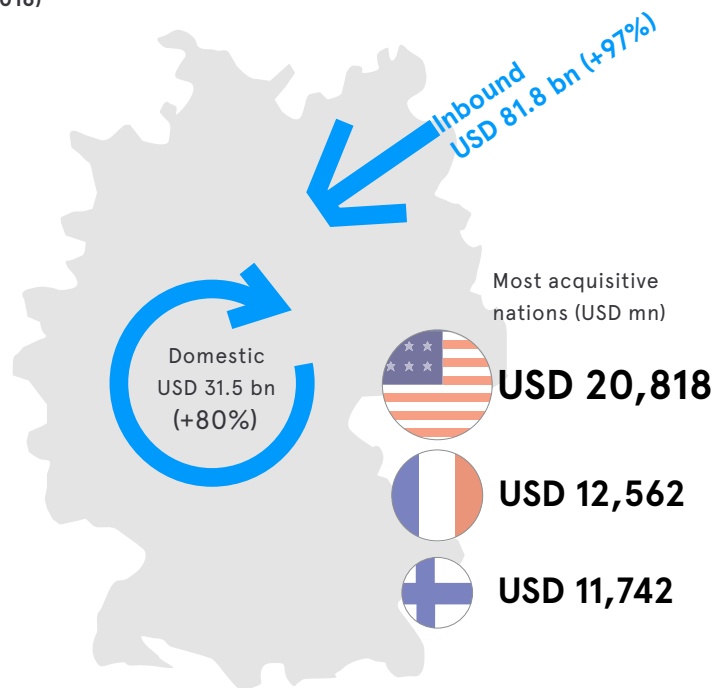 Inbound
USD 81.8 bn (+97%)
Most acquisitive
nations (USD mn)
Domestic
USD 31.5 bn
(+80%)
USD 20,818
USD 12,562
USD 11,742